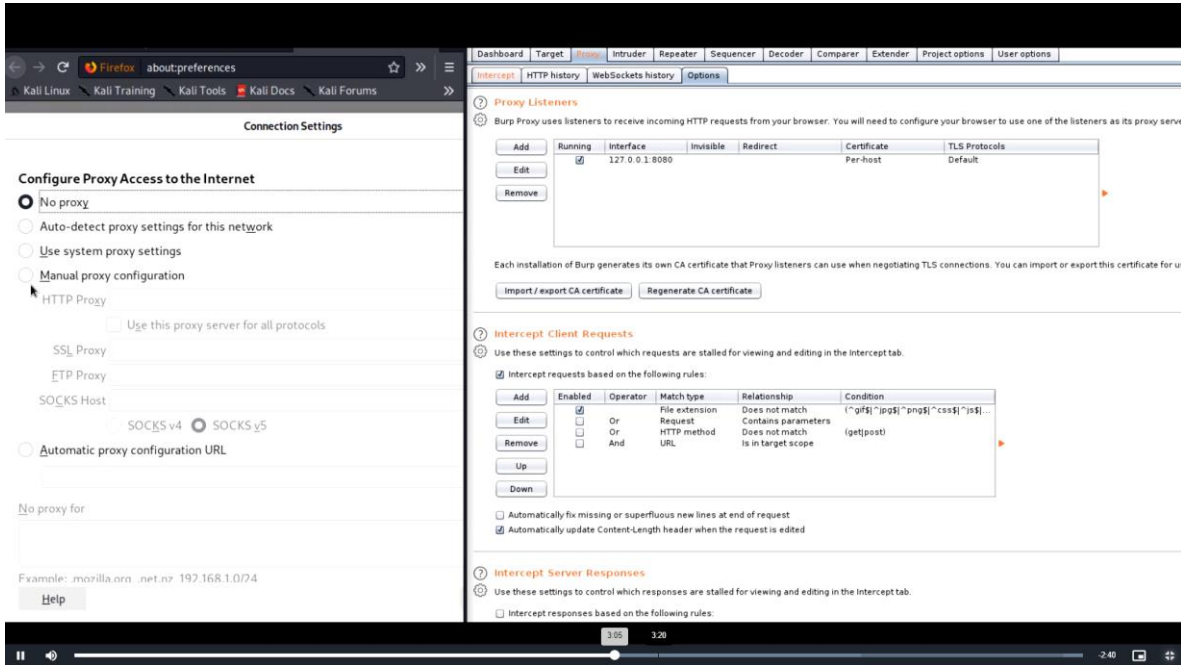 Firefox about:preferences
Kali Linux Kali Training Kali Tools Kali Docs Kali Forums
Connection Settings
Configure Proxy Access to the Internet
No proxy
Auto-detect proxy settings for this network
Use system proxy settings
Manual proxy configuration
HTTP Proxy
Use this proxy server for all protocols
SSL Proxy
FTP Proxy
SOCKS Host
SOCKS v4 SOCKS v5
Automatic proxy configuration URL
No proxy for
Example: .mozilla.org, .net.nz, 192.168.1.0/24
Help
Dashboard Target Proxy Intruder Repeater Sequencer Decoder Comparer Extender Project options User options
Intercept HTTP history WebSockets history Options
Proxy Listeners
Burp Proxy uses listeners to receive incoming HTTP requests from your browser. You will need to configure your browser to use one of the listeners as its proxy serve
Add Running Interface Invisible Redirect Certificate TLS Protocols
127.0.0.1:8080 Per-host Default
Edit
Remove
Each installation of Burp generates its own CA certificate that Proxy listeners can use when negotiating TLS connections. You can import or export this certificate for u
Import / export CA certificate Regenerate CA certificate
Intercept Client Requests
Use these settings to control which requests are stalled for viewing and editing in the Intercept tab.
Intercept requests based on the following rules:
Add Enabled Operator Match type Relationship Condition
File extension Does not match (^gif$|^jpg$|^png$|^css$|^js$|...
Edit Or Request Contains parameters
Or HTTP method Does not match (get|post)
Remove And URL Is in target scope
Up
Down
Automatically fix missing or superfluous new lines at end of request
Automatically update Content-Length header when the request is edited
Intercept Server Responses
Use these settings to control which responses are stalled for viewing and editing in the Intercept tab.
Intercept responses based on the following rules:
3:05 3:20
-2:40